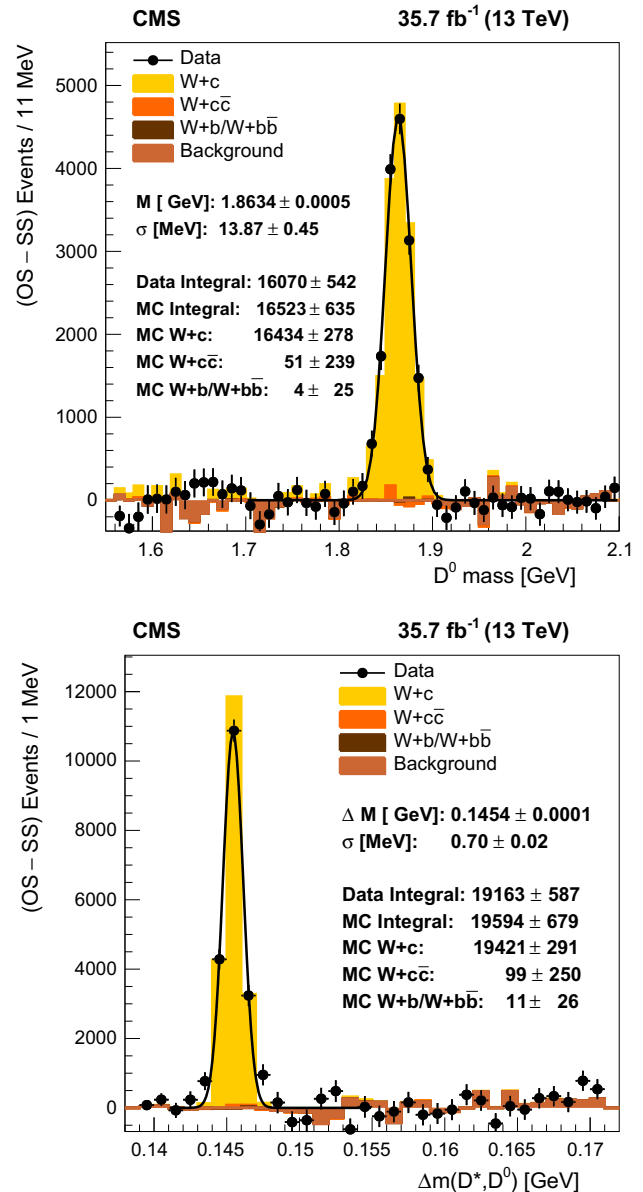 CMS 35.7 fb⁻¹ (13 TeV)
(OS – SS) Events / 11 MeV
5000
4000
3000
2000
1000
0
Data
W+c
W+cc̅
W+b/W+bb̅
Background
M [ GeV]: 1.8634 ± 0.0005
σ [MeV]: 13.87 ± 0.45
Data Integral: 16070 ± 542
MC Integral: 16523 ± 635
MC W+c: 16434 ± 278
MC W+cc̅: 51 ± 239
MC W+b/W+bb̅: 4 ± 25
1.6 1.7 1.8 1.9 2 2.1
D⁰ mass [GeV]
CMS 35.7 fb⁻¹ (13 TeV)
(OS – SS) Events / 1 MeV
12000
10000
8000
6000
4000
2000
0
Data
W+c
W+cc̅
W+b/W+bb̅
Background
Δ M [ GeV]: 0.1454 ± 0.0001
σ [MeV]: 0.70 ± 0.02
Data Integral: 19163 ± 587
MC Integral: 19594 ± 679
MC W+c: 19421 ± 291
MC W+cc̅: 99 ± 250
MC W+b/W+bb̅: 11 ± 26
0.14 0.145 0.15 0.155 0.16 0.165 0.17
Δm(D*,D⁰) [GeV]